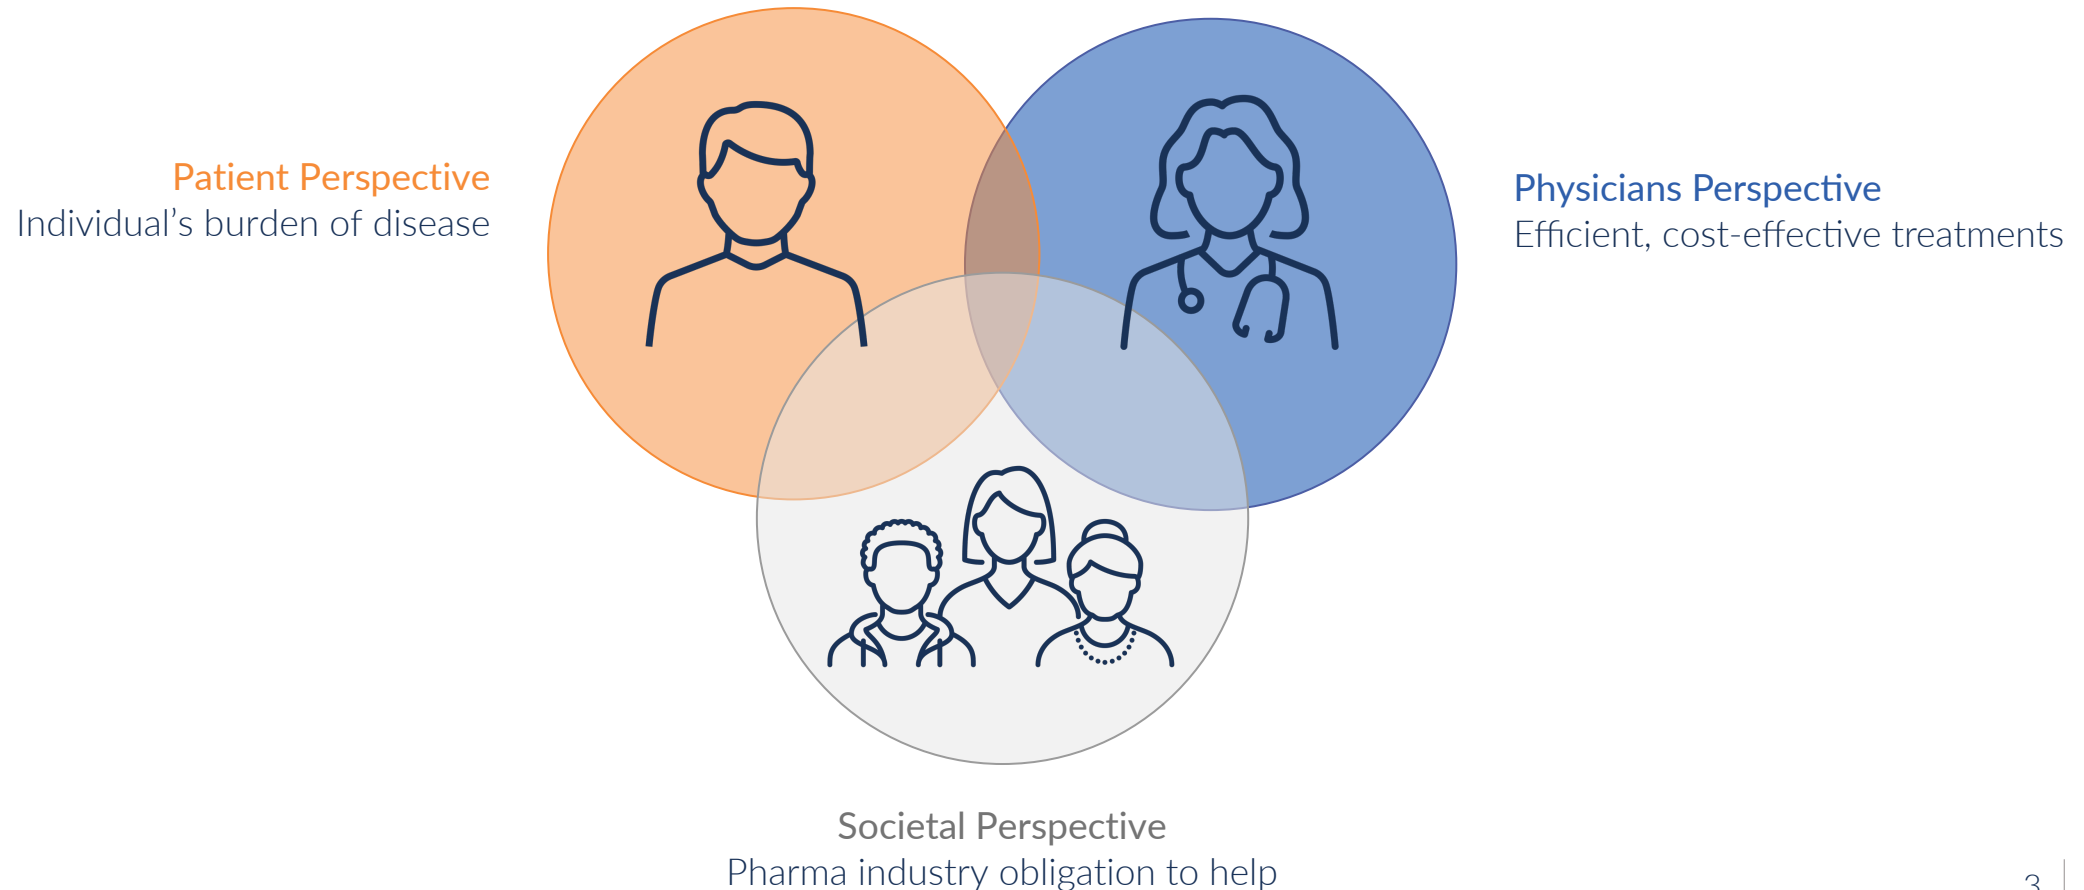 Patient Perspective
Individual’s burden of disease
Physicians Perspective
Efficient, cost-effective treatments
Societal Perspective
Pharma industry obligation to help
3